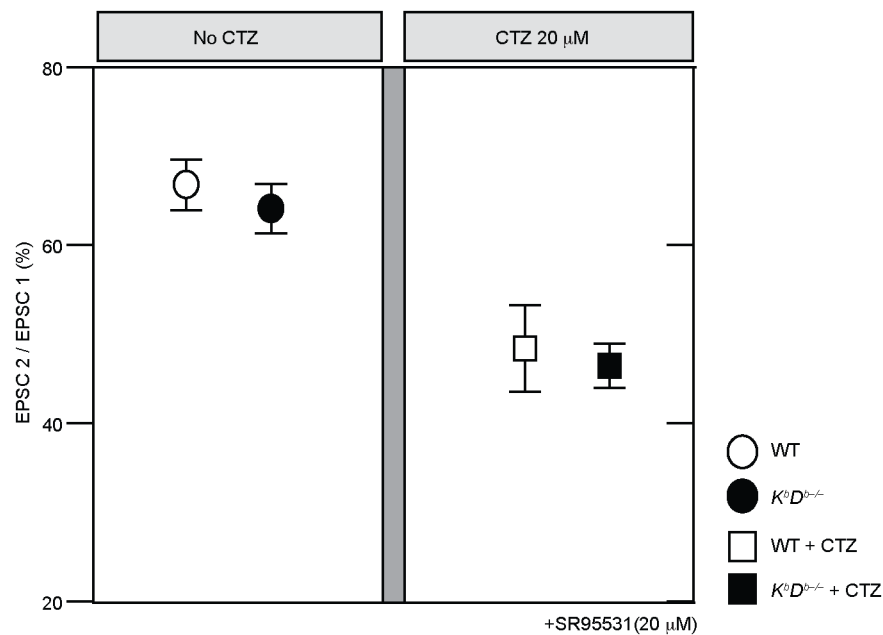 No CTZ
CTZ 20 μM
80
60
40
20
EPSC 2 / EPSC 1 (%)
WT
KᵇDᵇ⁻/⁻
WT + CTZ
KᵇDᵇ⁻/⁻ + CTZ
+SR95531(20 μM)